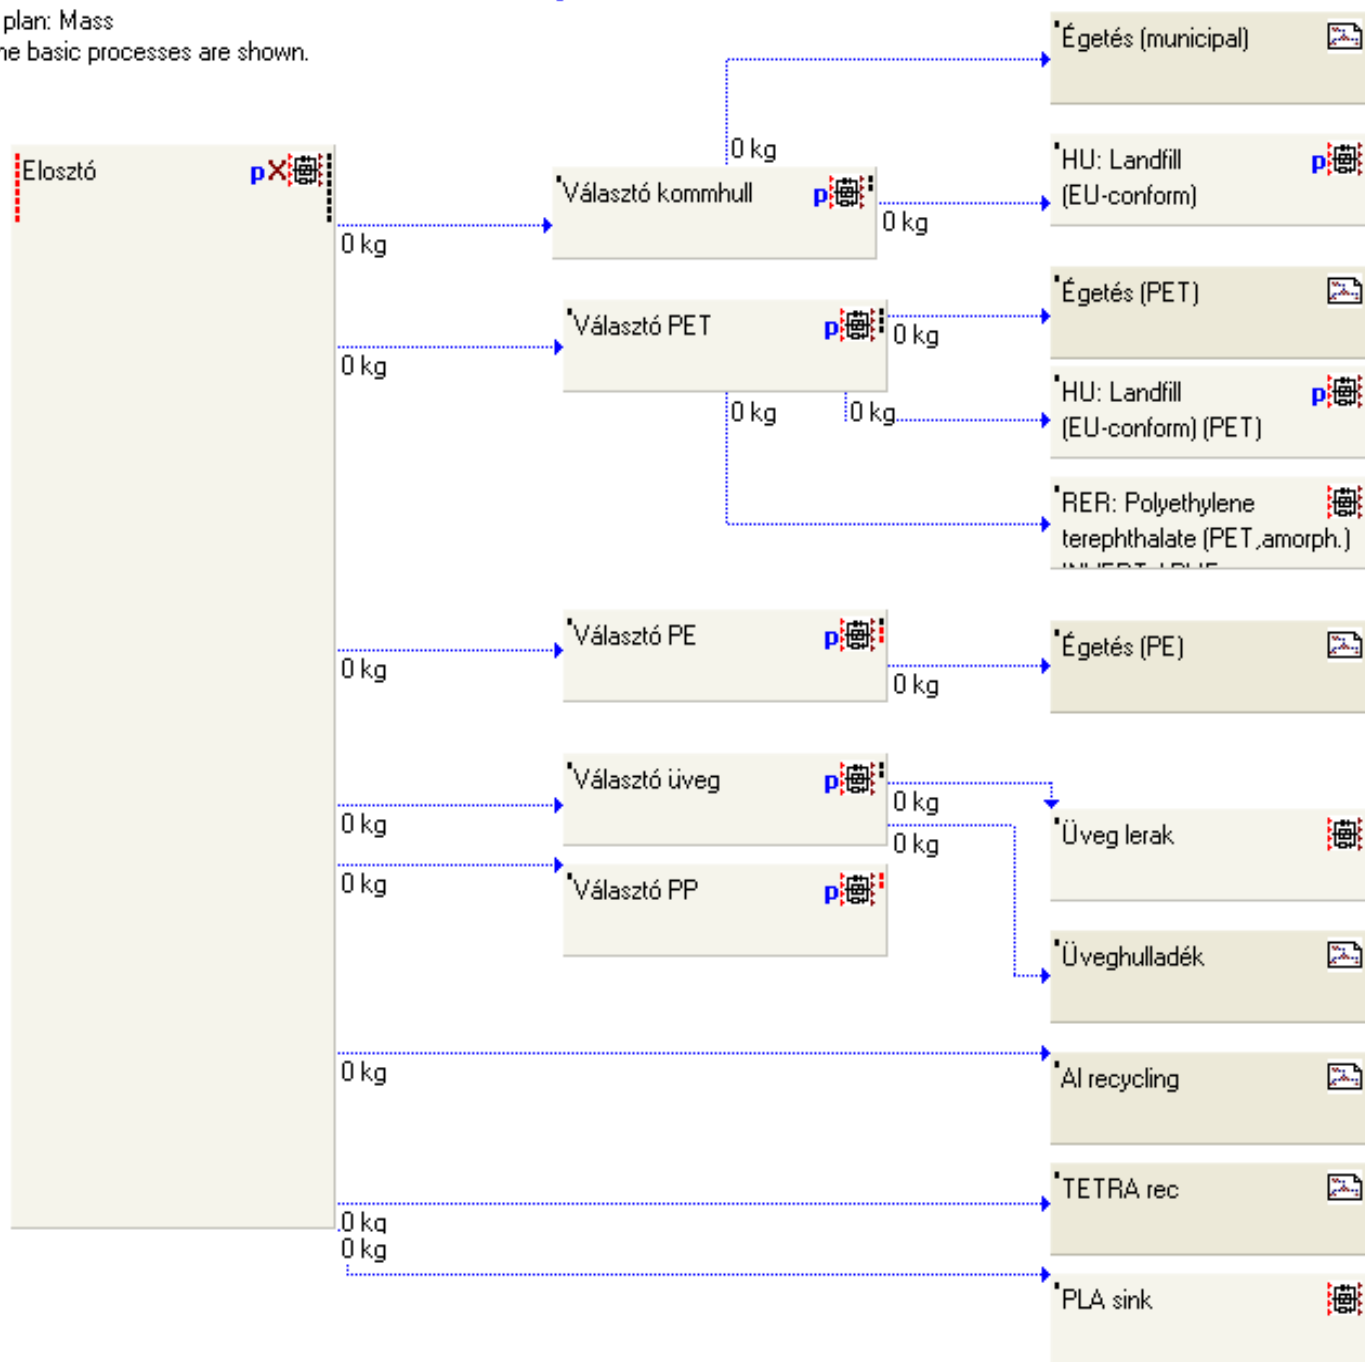 plan: Mass
he basic processes are shown.
Elosztó
p
0 kg
0 kg
0 kg
0 kg
0 kg
0 kg
0 kg
0 kg
Választó kommhull
p
0 kg
0 kg
Választó PET
p
0 kg
0 kg
0 kg
Választó PE
p
0 kg
Választó üveg
p
0 kg
0 kg
Választó PP
p
Égetés (municipal)
HU: Landfill
(EU-conform)
p
Égetés (PET)
HU: Landfill
(EU-conform) (PET)
p
RER: Polyethylene
terephthalate (PET,amorph.)
Égetés (PE)
Üveg lerak
Üveghulladék
Al recycling
TETRA rec
PLA sink